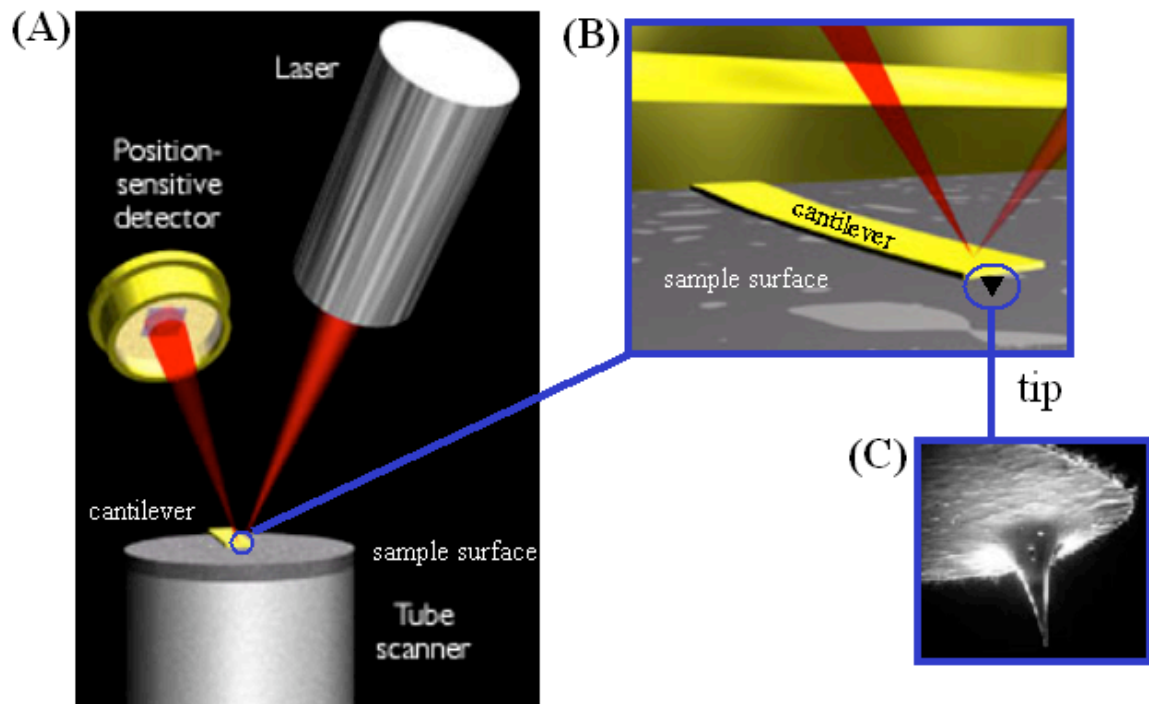 (A)
Laser
Position-
sensitive
detector
cantilever
sample surface
Tube
scanner
(B)
cantilever
sample surface
tip
(C)